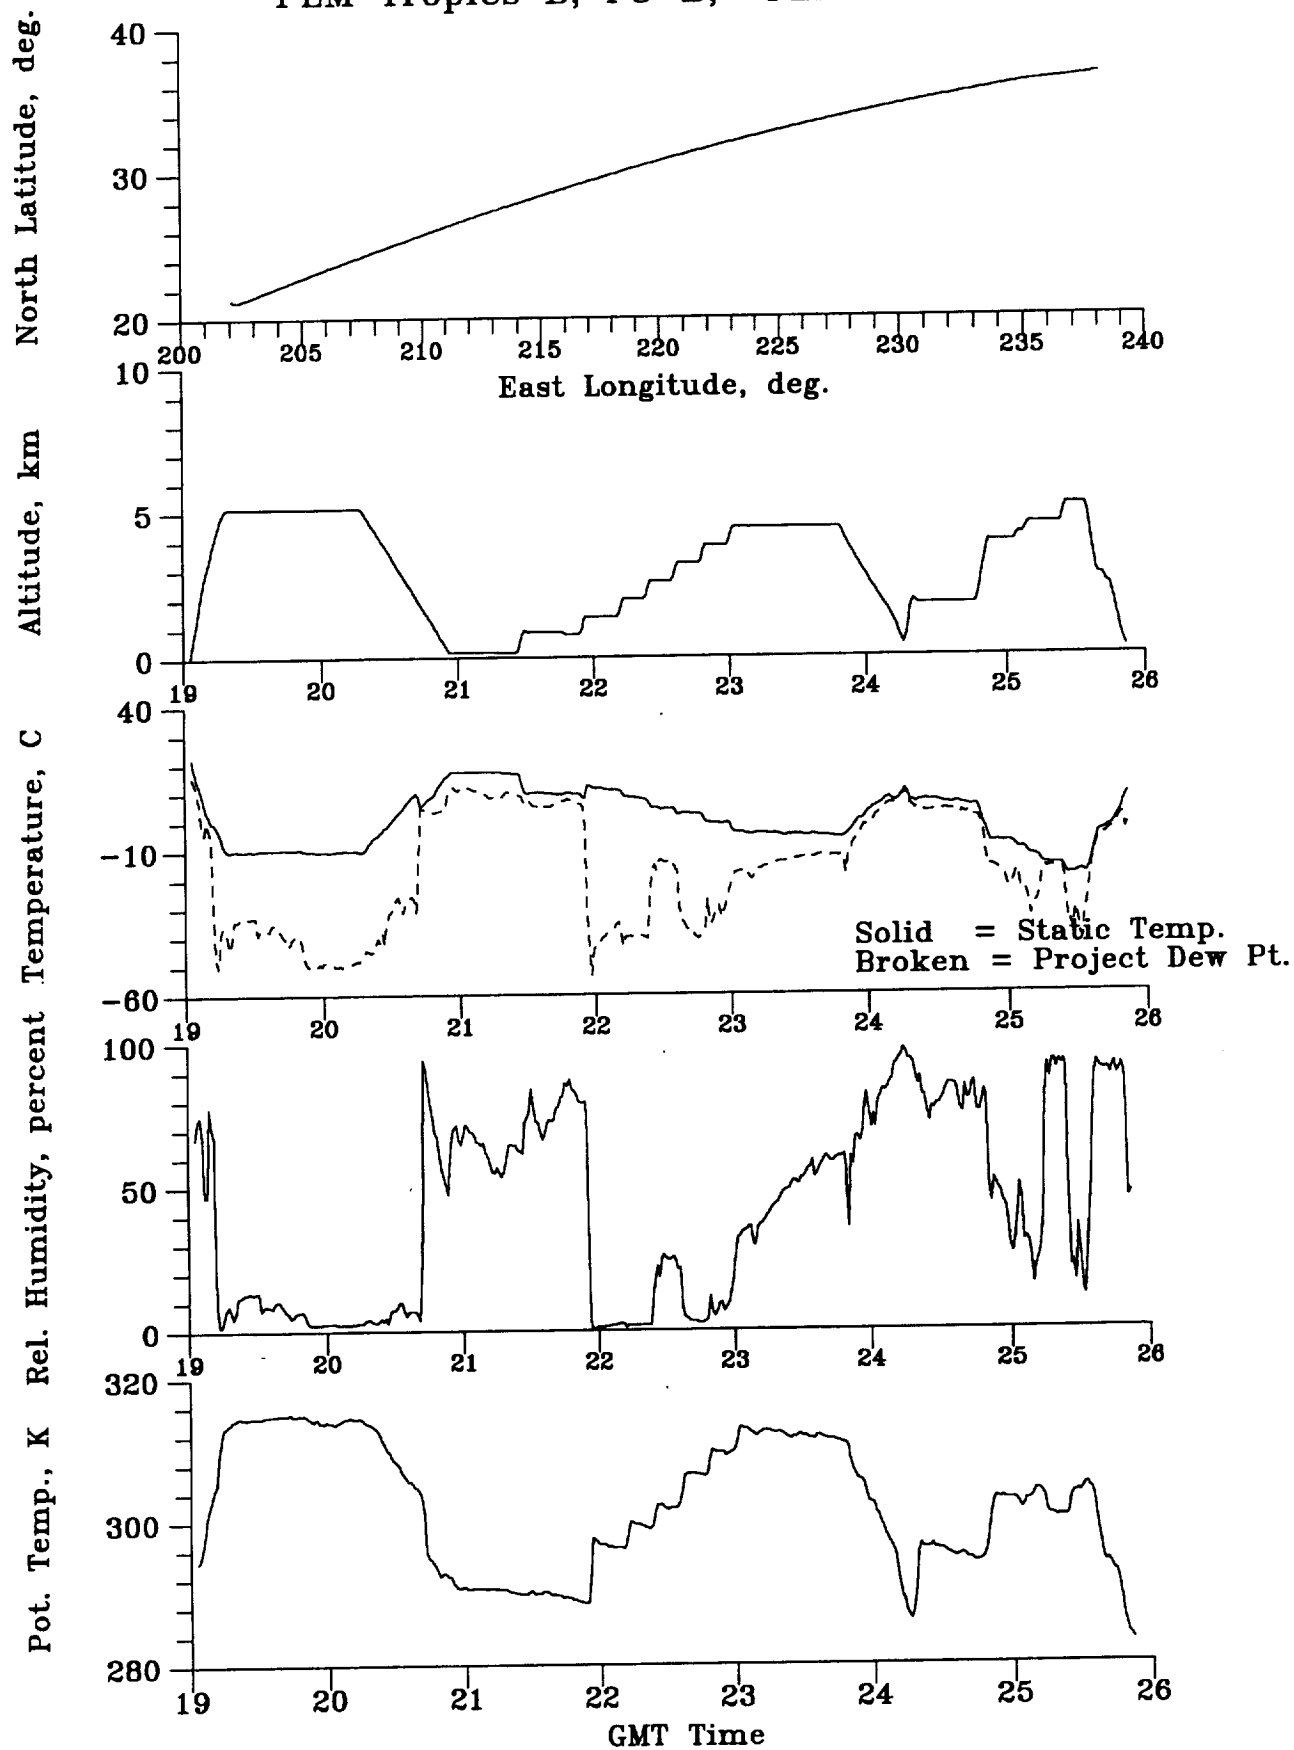 Tropics
40
30
20
North Latitude, deg.
200 205 210 215 220 225 230 235 240
East Longitude, deg.
10
5
0
Altitude, km
19 20 21 22 23 24 25 26
40
-10
-60
Temperature, C
Solid = Static Temp.
Broken = Project Dew Pt.
19 20 21 22 23 24 25 26
100
50
0
Rel. Humidity, percent
19 20 21 22 23 24 25 26
320
300
280
Pot. Temp., K
19 20 21 22 23 24 25 26
GMT Time